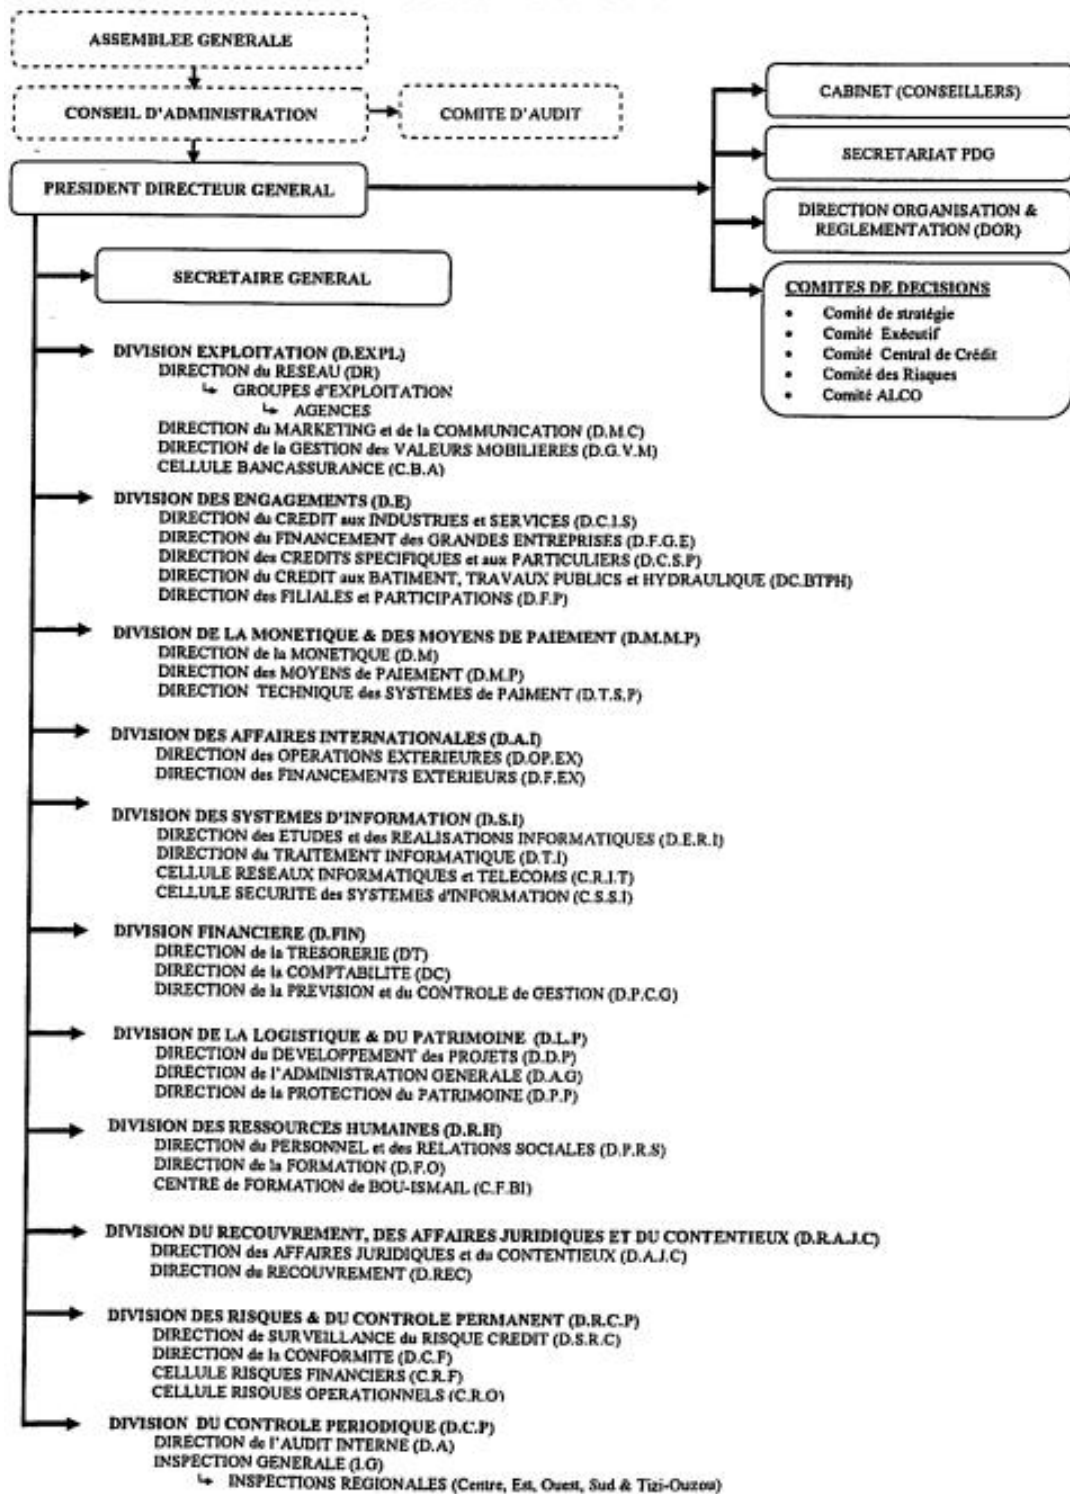 ASSEMBLEE GENERALE
CONSEIL D'ADMINISTRATION
COMITE D'AUDIT
PRESIDENT DIRECTEUR GENERAL
CABINET (CONSEILLERS)
SECRETARIAT PDG
DIRECTION ORGANISATION &
REGLEMENTATION (DOR)
COMITES DE DECISIONS
• Comité de stratégie
• Comité Exécutif
• Comité Central de Crédit
• Comité des Risques
• Comité ALCO
SECRETAIRE GENERAL
DIVISION EXPLOITATION (D.EXPL)
DIRECTION du RESEAU (DR)
↳ GROUPES d'EXPLOITATION
↳ AGENCES
DIRECTION du MARKETING et de la COMMUNICATION (D.M.C)
DIRECTION de la GESTION des VALEURS MOBILIERES (D.G.V.M)
CELLULE BANCASSURANCE (C.B.A)
DIVISION DES ENGAGEMENTS (D.E)
DIRECTION du CREDIT aux INDUSTRIES et SERVICES (D.C.I.S)
DIRECTION du FINANCEMENT des GRANDES ENTREPRISES (D.F.G.E)
DIRECTION des CREDITS SPECIFIQUES et aux PARTICULIERS (D.C.S.P)
DIRECTION du CREDIT aux BATIMENT, TRAVAUX PUBLICS et HYDRAULIQUE (DC.BTPH)
DIRECTION des FILIALES et PARTICIPATIONS (D.F.P)
DIVISION DE LA MONETIQUE & DES MOYENS DE PAIEMENT (D.M.M.P)
DIRECTION de la MONETIQUE (D.M)
DIRECTION des MOYENS de PAIEMENT (D.M.P)
DIRECTION TECHNIQUE des SYSTEMES de PAIMENT (D.T.S.P)
DIVISION DES AFFAIRES INTERNATIONALES (D.A.I)
DIRECTION des OPERATIONS EXTERIEURES (D.OP.EX)
DIRECTION des FINANCEMENTS EXTERIEURS (D.F.EX)
DIVISION DES SYSTEMES D'INFORMATION (D.S.I)
DIRECTION des ETUDES et des REALISATIONS INFORMATIQUES (D.E.R.I)
DIRECTION du TRAITEMENT INFORMATIQUE (D.T.I)
CELLULE RESEAUX INFORMATIQUES et TELECOMS (C.R.I.T)
CELLULE SECURITE des SYSTEMES d'INFORMATION (C.S.S.I)
DIVISION FINANCIERE (D.FIN)
DIRECTION de la TRESORERIE (DT)
DIRECTION de la COMPTABILITE (DC)
DIRECTION de la PREVISION et du CONTROLE de GESTION (D.P.C.G)
DIVISION DE LA LOGISTIQUE & DU PATRIMOINE (D.L.P)
DIRECTION du DEVELOPPEMENT des PROJETS (D.D.P)
DIRECTION de l'ADMINISTRATION GENERALE (D.A.G)
DIRECTION de la PROTECTION du PATRIMOINE (D.P.P)
DIVISION DES RESSOURCES HUMAINES (D.R.H)
DIRECTION du PERSONNEL et des RELATIONS SOCIALES (D.P.R.S)
DIRECTION de la FORMATION (D.F.O)
CENTRE de FORMATION de BOU-ISMAIL (C.F.BI)
DIVISION DU RECOUVREMENT, DES AFFAIRES JURIDIQUES ET DU CONTENTIEUX (D.R.A.J.C)
DIRECTION des AFFAIRES JURIDIQUES et du CONTENTIEUX (D.A.J.C)
DIRECTION du RECOUVREMENT (D.REC)
DIVISION DES RISQUES & DU CONTROLE PERMANENT (D.R.C.P)
DIRECTION de SURVEILLANCE du RISQUE CREDIT (D.S.R.C)
DIRECTION de la CONFORMITE (D.C.F)
CELLULE RISQUES FINANCIERS (C.R.F)
CELLULE RISQUES OPERATIONNELS (C.R.O)
DIVISION DU CONTROLE PERIODIQUE (D.C.P)
DIRECTION de l'AUDIT INTERNE (D.A)
INSPECTION GENERALE (I.G)
↳ INSPECTIONS REGIONALES (Centre, Est, Ouest, Sud & Tizi-Ouzou)